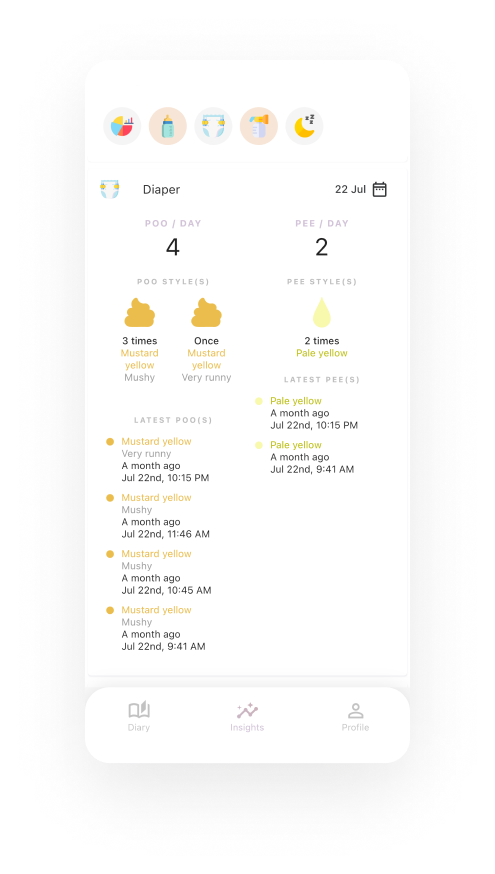 Diaper
22 Jul
POO / DAY
4
PEE / DAY
2
POO STYLE(S)
3 times
Mustard
yellow
Mushy
Once
Mustard
yellow
Very runny
PEE STYLE(S)
2 times
Pale yellow
LATEST POO(S)
Mustard yellow
Very runny
A month ago
Jul 22nd, 10:15 PM
Mustard yellow
Mushy
A month ago
Jul 22nd, 11:46 AM
Mustard yellow
Mushy
A month ago
Jul 22nd, 10:45 AM
Mustard yellow
Mushy
A month ago
Jul 22nd, 9:41 AM
LATEST PEE(S)
Pale yellow
A month ago
Jul 22nd, 10:15 PM
Pale yellow
A month ago
Jul 22nd, 9:41 AM
Diary
Insights
Profile